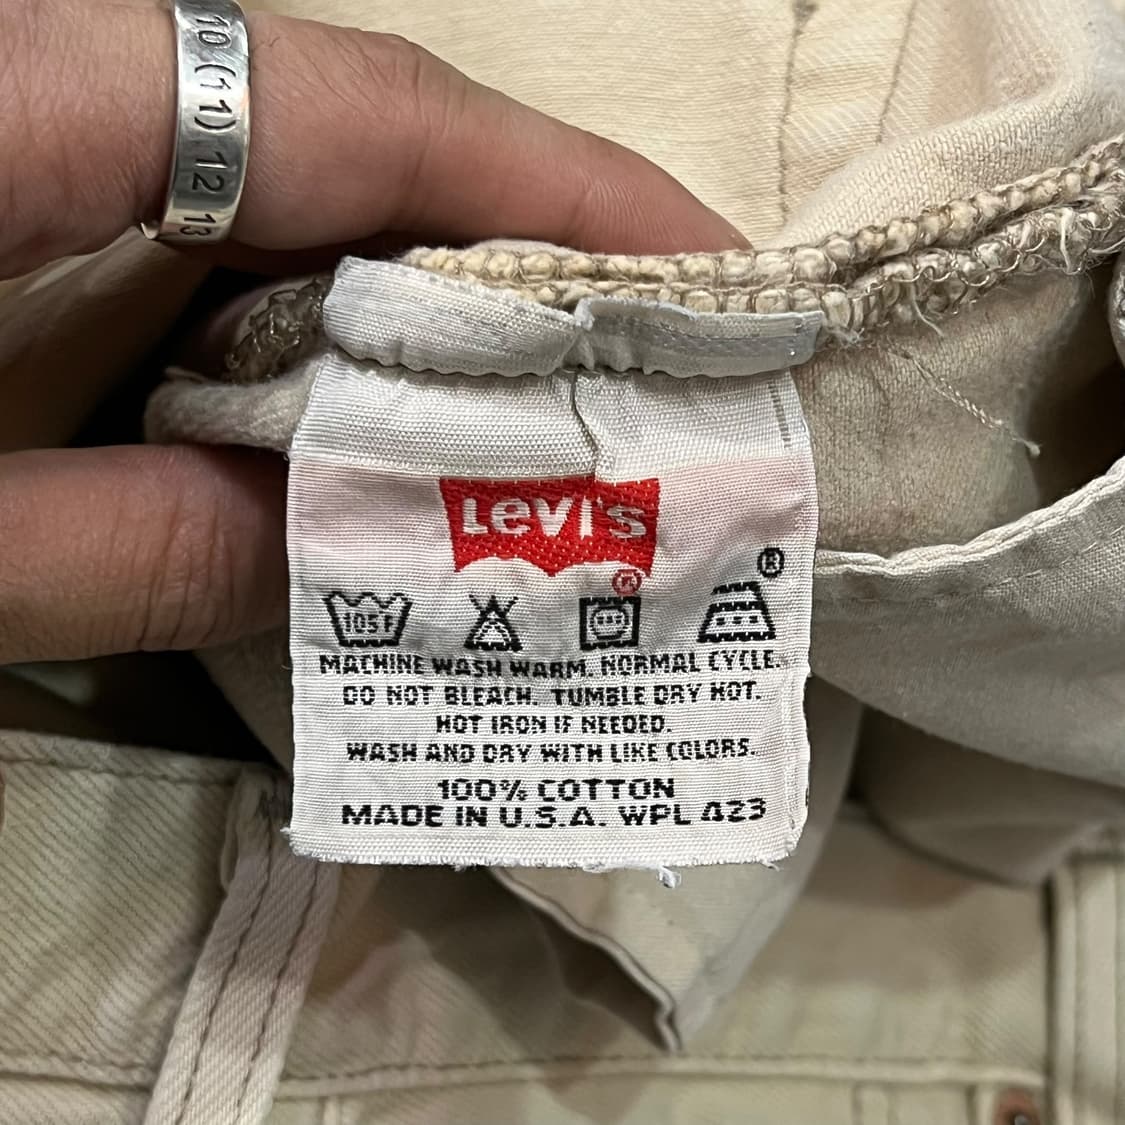 10 (11) 12 13
Levi's
®
®
105F
MACHINE WASH WARM. NORMAL CYCLE.
DO NOT BLEACH. TUMBLE DRY HOT.
HOT IRON IF NEEDED.
WASH AND DRY WITH LIKE COLORS.
100% COTTON
MADE IN U.S.A. WPL 423